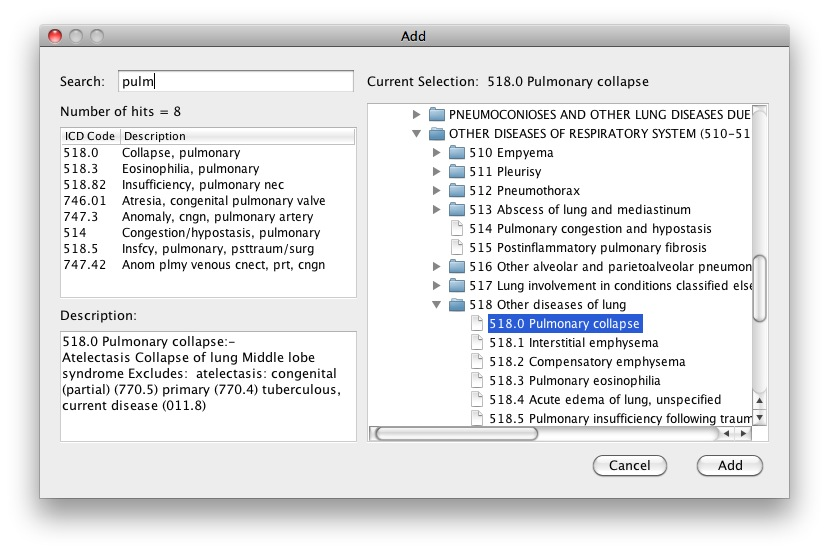 Add
Search: pulm
Number of hits = 8
ICD Code Description
518.0 Collapse, pulmonary
518.3 Eosinophilia, pulmonary
518.82 Insufficiency, pulmonary nec
746.01 Atresia, congenital pulmonary valve
747.3 Anomaly, cngn, pulmonary artery
514 Congestion/hypostasis, pulmonary
518.5 Insfcy, pulmonary, psttraum/surg
747.42 Anom plmy venous cnect, prt, cngn
Description:
518.0 Pulmonary collapse:-
Atelectasis Collapse of lung Middle lobe
syndrome Excludes: atelectasis: congenital
(partial) (770.5) primary (770.4) tuberculous,
current disease (011.8)
Current Selection: 518.0 Pulmonary collapse
PNEUMOCONIOSES AND OTHER LUNG DISEASES DUE
OTHER DISEASES OF RESPIRATORY SYSTEM (510-51
510 Empyema
511 Pleurisy
512 Pneumothorax
513 Abscess of lung and mediastinum
514 Pulmonary congestion and hypostasis
515 Postinflammatory pulmonary fibrosis
516 Other alveolar and parietoalveolar pneumon
517 Lung involvement in conditions classified else
518 Other diseases of lung
518.0 Pulmonary collapse
518.1 Interstitial emphysema
518.2 Compensatory emphysema
518.3 Pulmonary eosinophilia
518.4 Acute edema of lung, unspecified
518.5 Pulmonary insufficiency following traum
Cancel Add